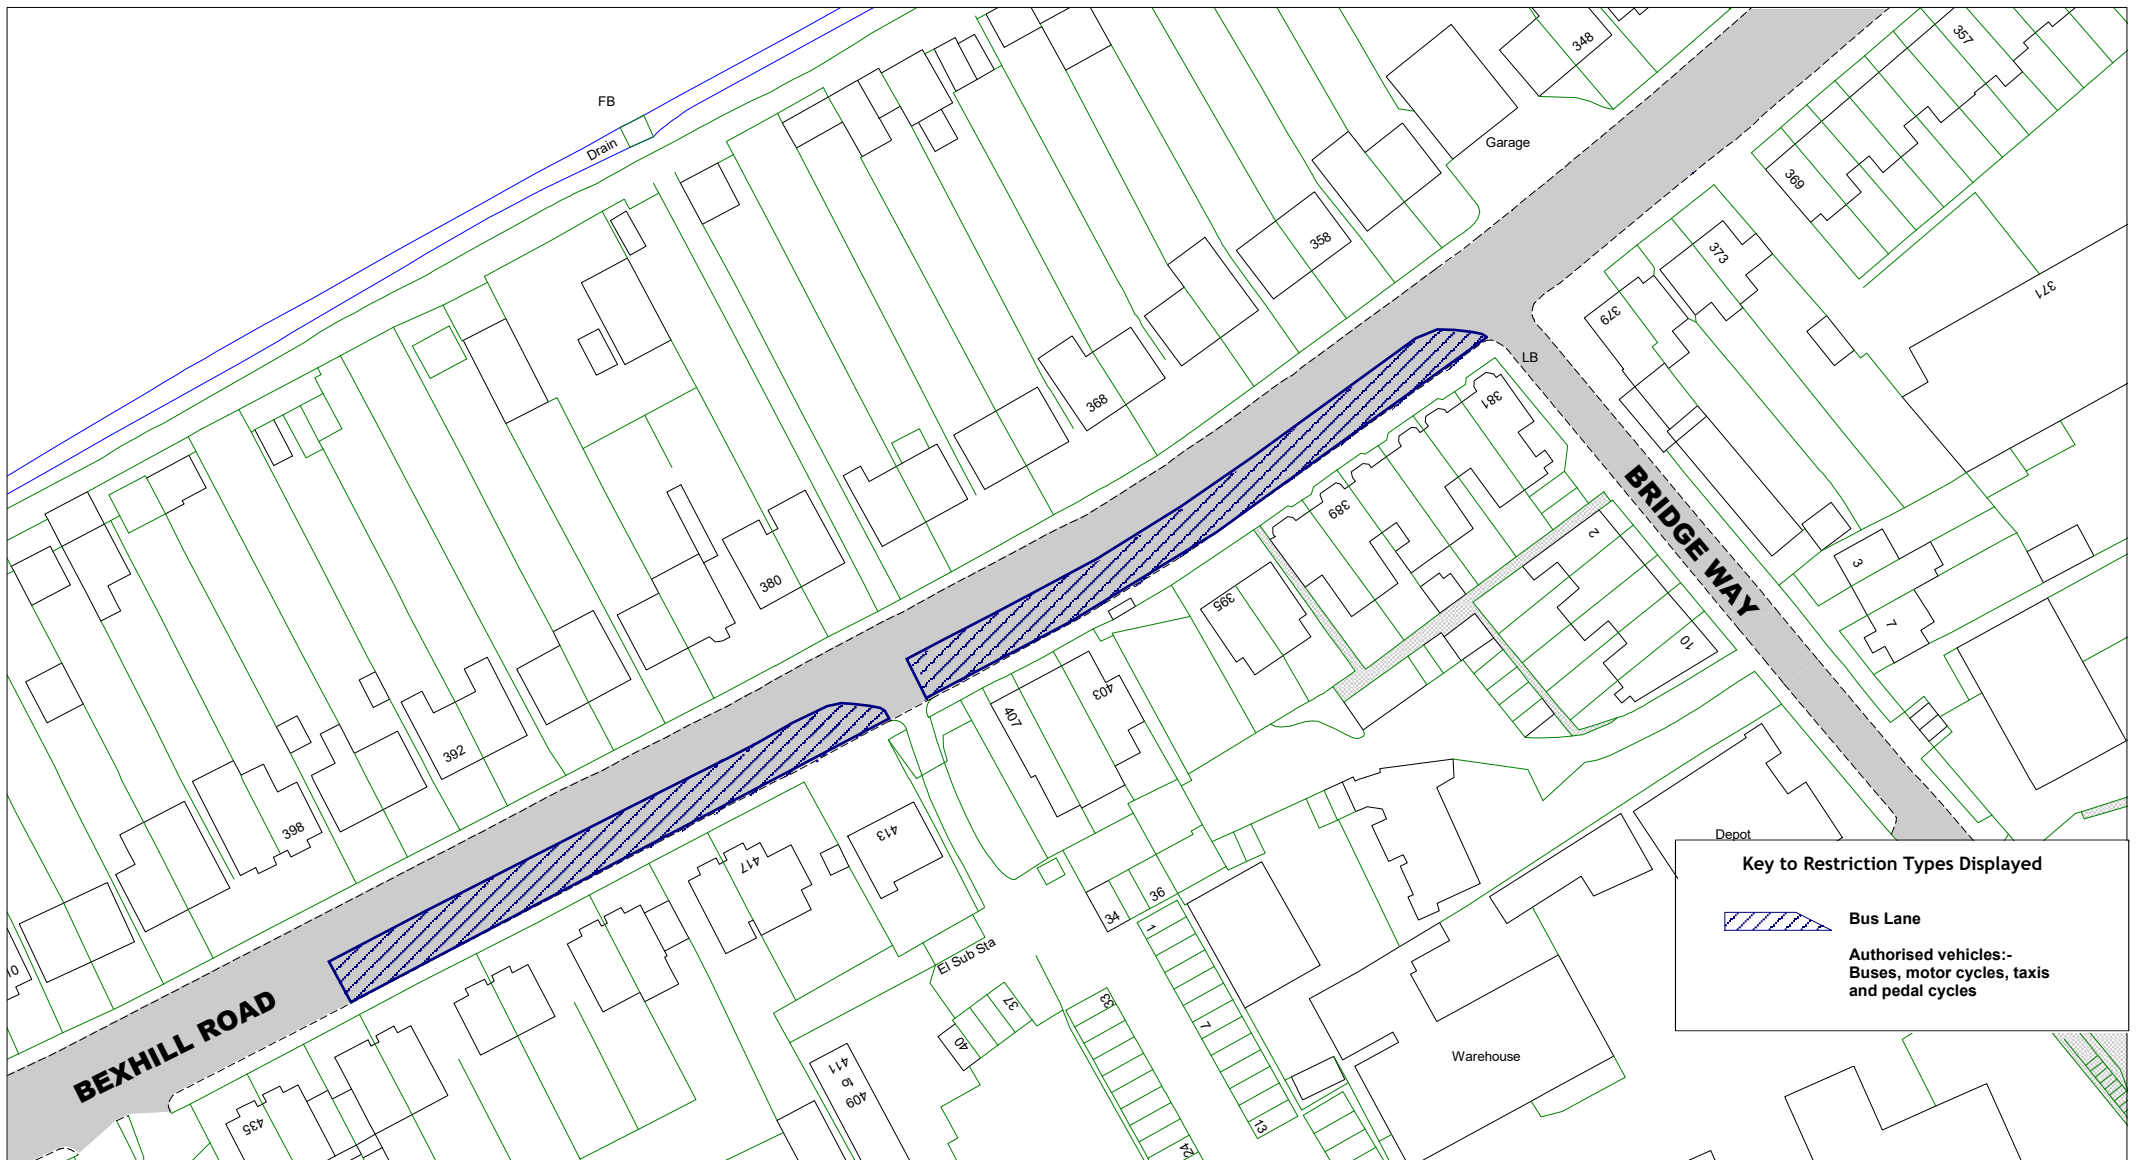 348
357
FB
Drain
Garage
369
358
373
371
379
LB
368
381
BRIDGE WAY
389
2
380
3
395
7
10
403
407
392
413
398
417
Depot
Key to Restriction Types Displayed
Bus Lane
Authorised vehicles:-
Buses, motor cycles, taxis
and pedal cycles
36
34
1
El Sub Sta
10
BEXHILL ROAD
37
33
7
40
Warehouse
409
to
411
435
13
24